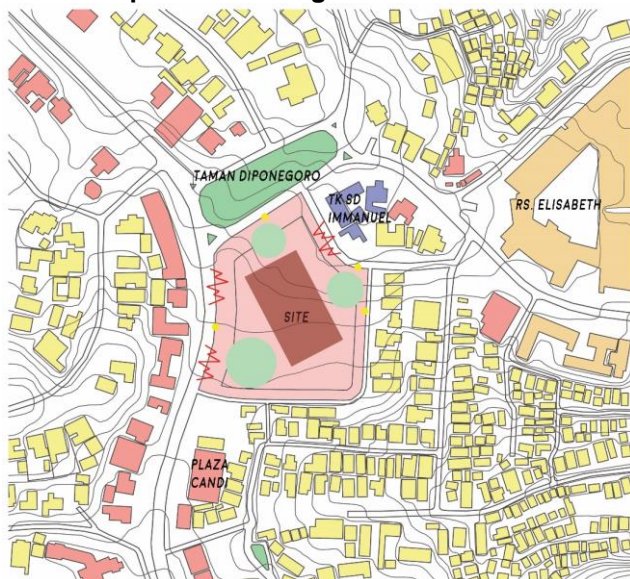 TAMAN DIPONEGORO
TK SD
IMMANUEL
RS. ELISABETH
SITE
PLAZA
CANDI